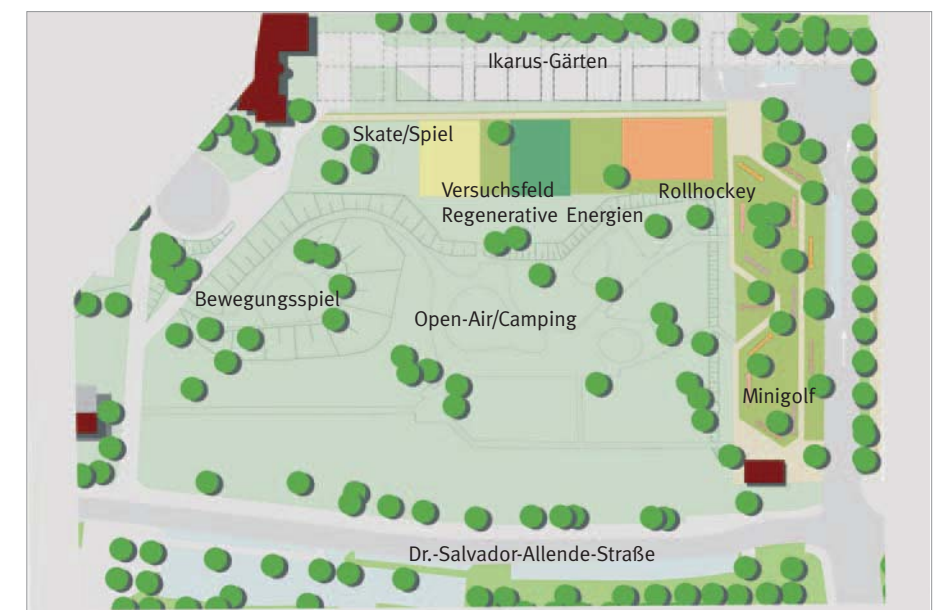 Ikarus-Gärten
Skate/Spiel
Versuchsfeld
Regenerative Energien
Rollhockey
Bewegungsspiel
Open-Air/Camping
Minigolf
Dr.-Salvador-Allende-Straße